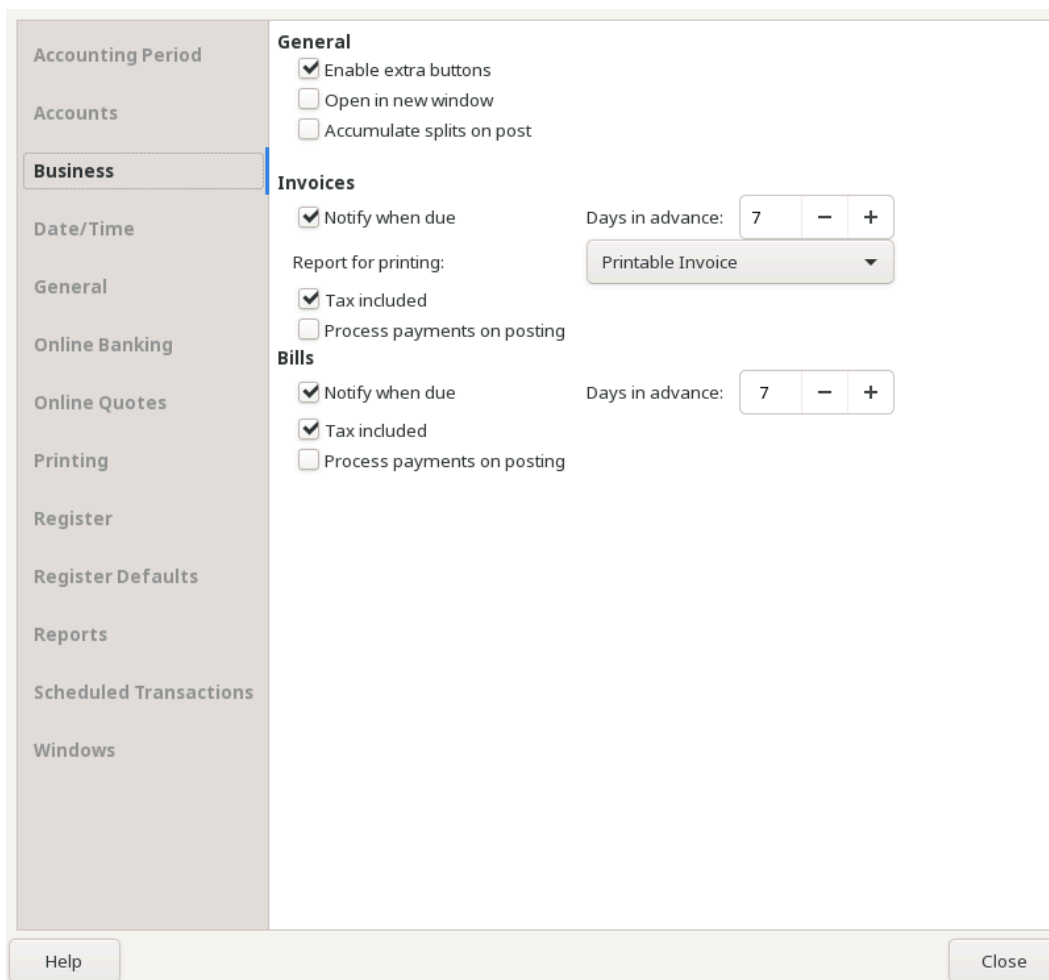 Accounting Period
Accounts
Business
Date/Time
General
Online Banking
Online Quotes
Printing
Register
Register Defaults
Reports
Scheduled Transactions
Windows
General
Enable extra buttons
Open in new window
Accumulate splits on post
Invoices
Notify when due Days in advance: 7 − +
Report for printing: Printable Invoice
Tax included
Process payments on posting
Bills
Notify when due Days in advance: 7 − +
Tax included
Process payments on posting
Help Close